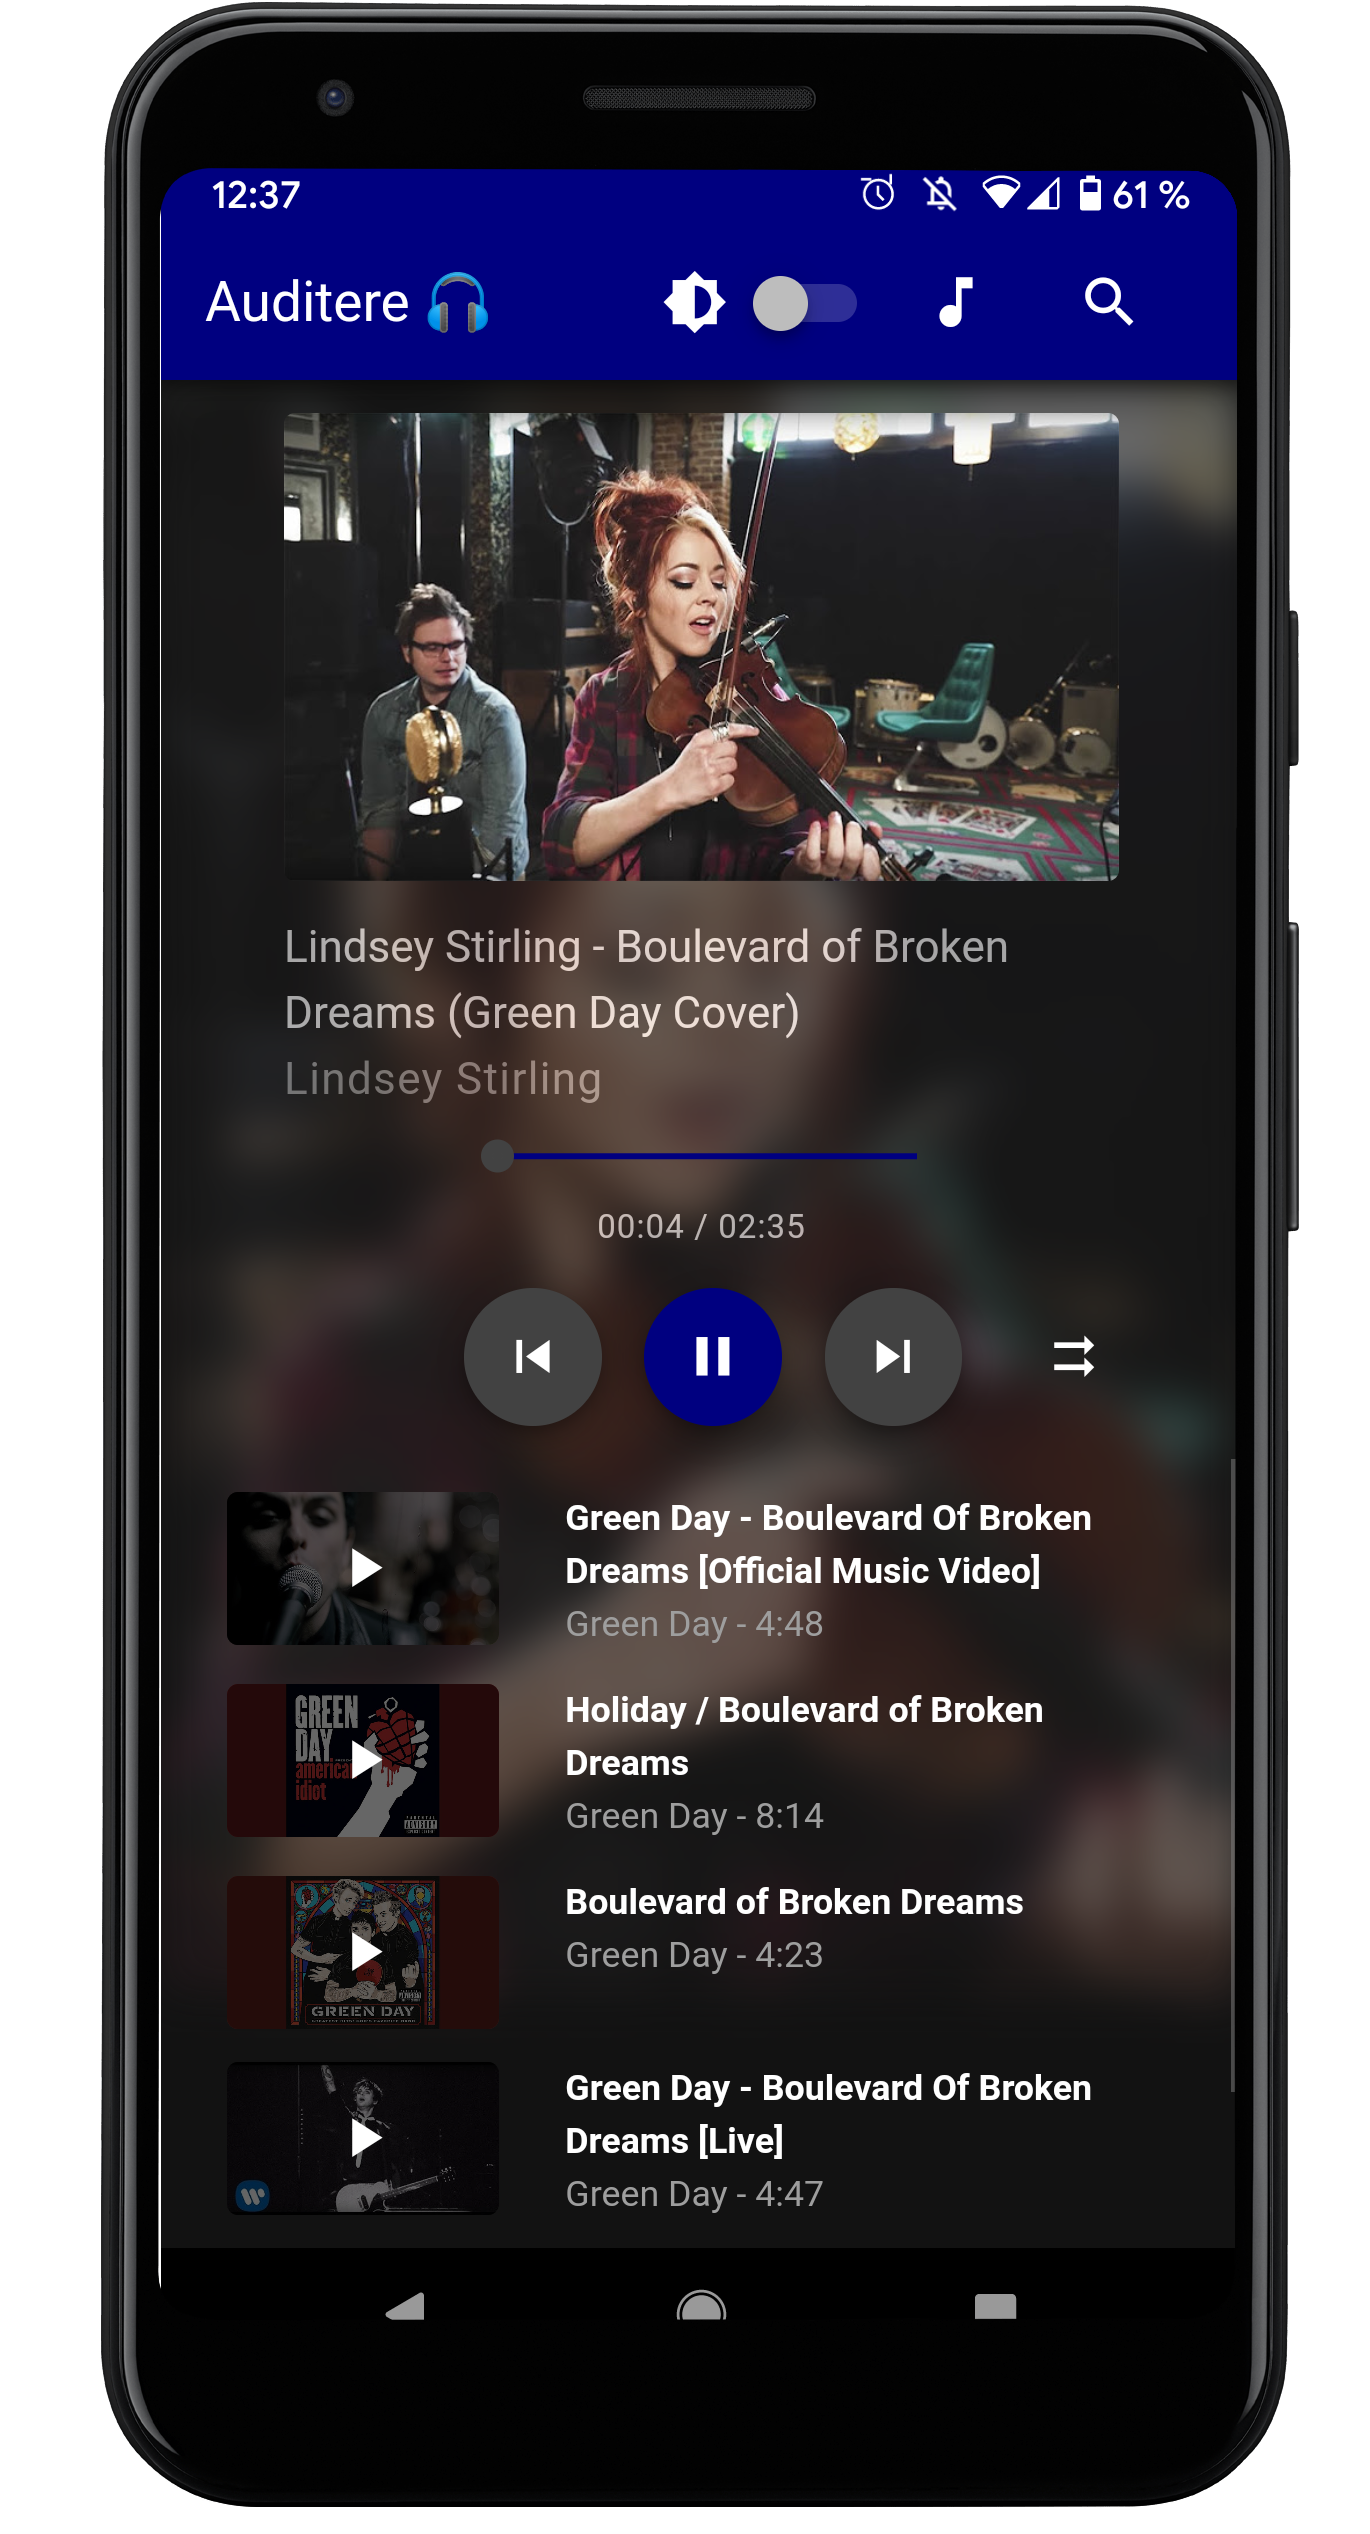 12:37
61 %
Auditere
Lindsey Stirling - Boulevard of Broken
Dreams (Green Day Cover)
Lindsey Stirling
00:04 / 02:35
Green Day - Boulevard Of Broken
Dreams [Official Music Video]
Green Day - 4:48
GREEN
DAY
american
idiot
Holiday / Boulevard of Broken
Dreams
Green Day - 8:14
GREEN DAY
Boulevard of Broken Dreams
Green Day - 4:23
Green Day - Boulevard Of Broken
Dreams [Live]
Green Day - 4:47